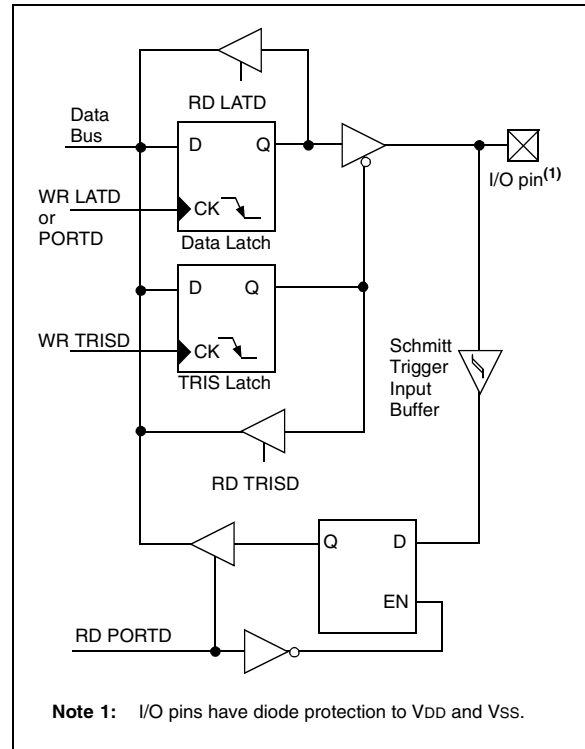 RD LATD
Data
Bus
D Q
WR LATD
or
PORTD
CK
Data Latch
I/O pin(1)
D Q
WR TRISD
CK
TRIS Latch
Schmitt
Trigger
Input
Buffer
RD TRISD
Q D
EN
RD PORTD
Note 1: I/O pins have diode protection to VDD and VSS.